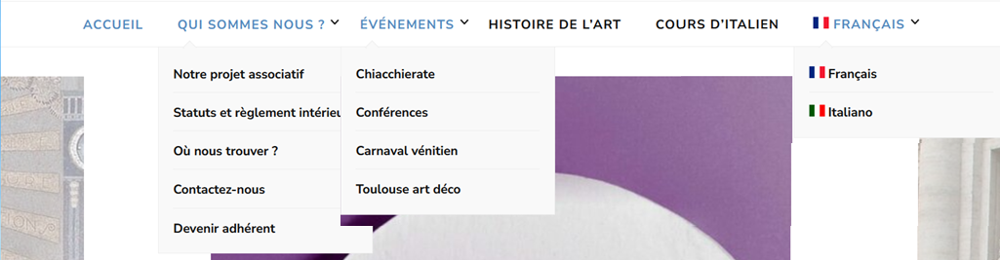 ACCUEIL QUI SOMMES NOUS ? ÉVÉNEMENTS HISTOIRE DE L’ART COURS D’ITALIEN FRANÇAIS
Notre projet associatif
Statuts et règlement intérieu
Où nous trouver ?
Contactez-nous
Devenir adhérent
Chiacchierate
Conférences
Carnaval vénitien
Toulouse art déco
Français
Italiano